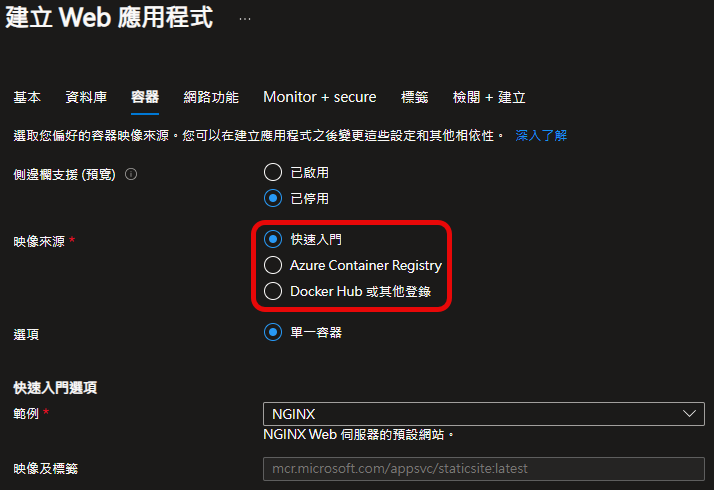 建立 Web 應用程式 ...
基本 資料庫 容器 網路功能 Monitor + secure 標籤 檢閱 + 建立
選取您偏好的容器映像來源。您可以在建立應用程式之後變更這些設定和其他相依性。 深入了解
側邊欄支援 (預覽) 已啟用
已停用
映像來源 * 快速入門
Azure Container Registry
Docker Hub 或其他登錄
選項 單一容器
快速入門選項
範例 * NGINX
NGINX Web 伺服器的預設網站。
映像及標籤 mcr.microsoft.com/appsvc/staticsite:latest